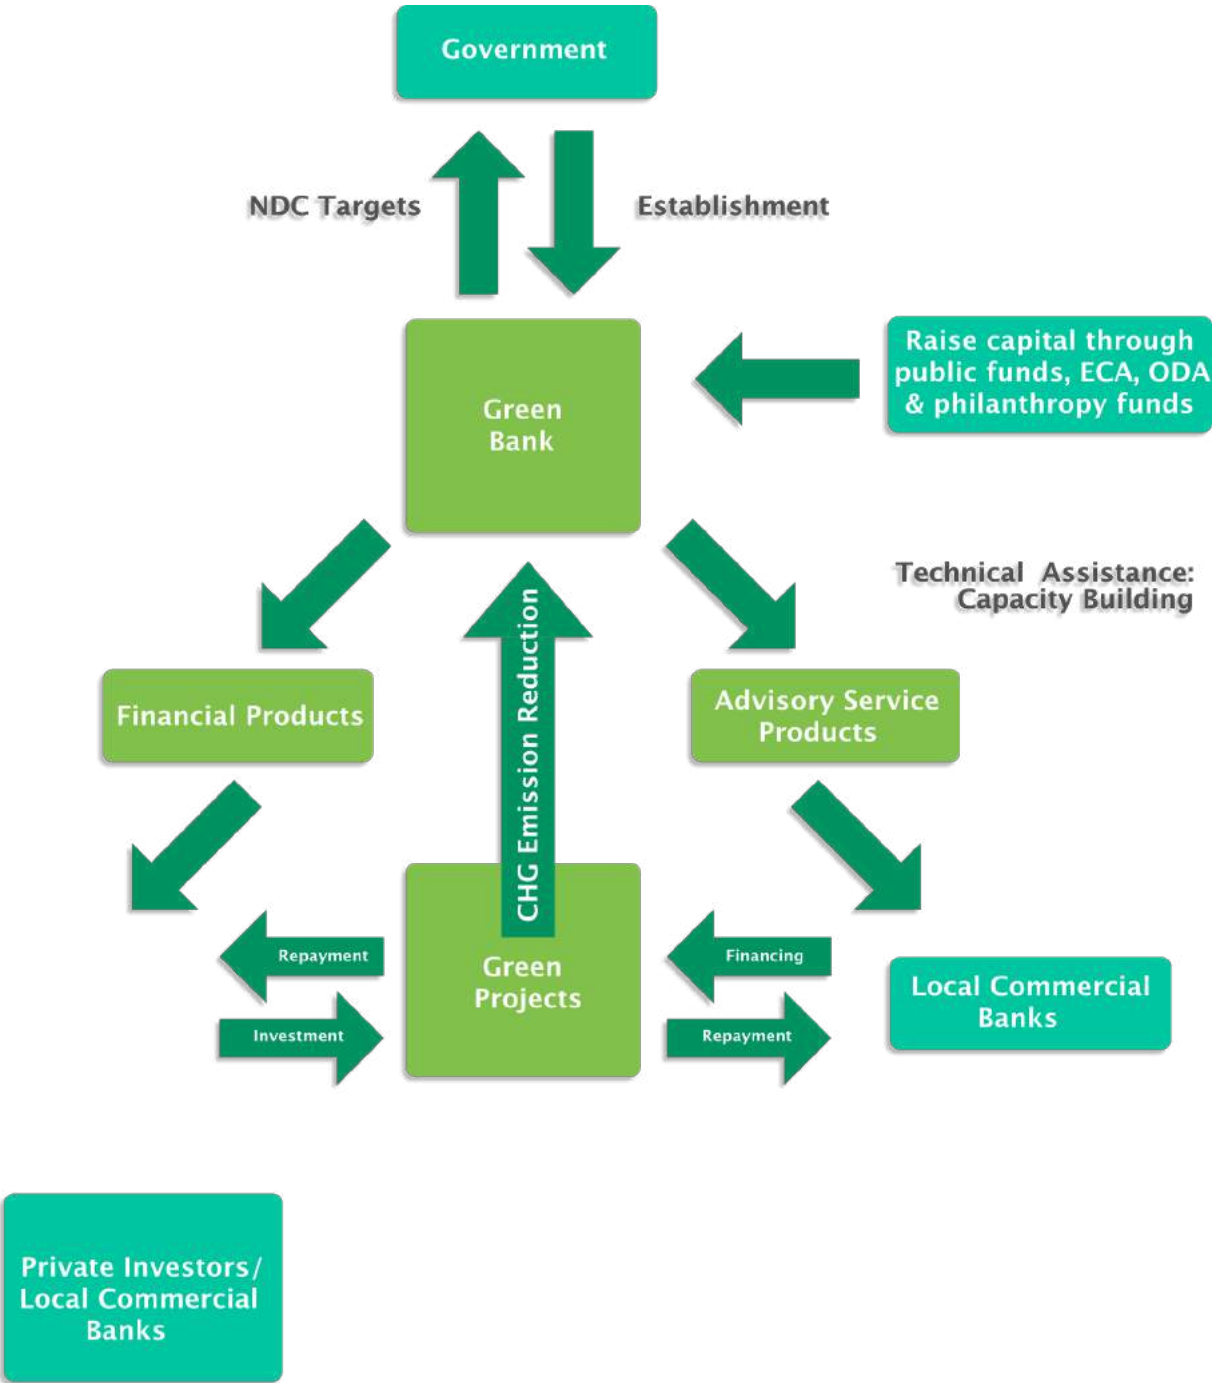 Government
NDC Targets
Establishment
Raise capital through
public funds, ECA, ODA
& philanthropy funds
Green
Bank
Technical Assistance:
Capacity Building
Financial Products
CHG Emission Reduction
Advisory Service
Products
Repayment
Investment
Green
Projects
Financing
Repayment
Local Commercial
Banks
Private Investors/
Local Commercial
Banks